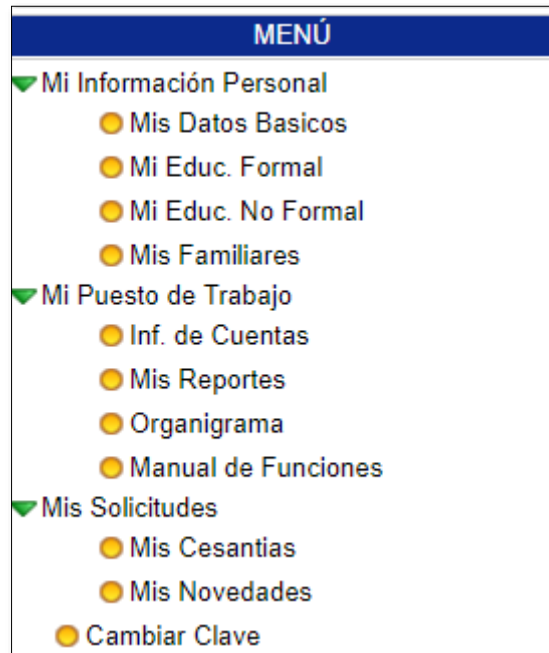 MENÚ
Mi Información Personal
Mis Datos Basicos
Mi Educ. Formal
Mi Educ. No Formal
Mis Familiares
Mi Puesto de Trabajo
Inf. de Cuentas
Mis Reportes
Organigrama
Manual de Funciones
Mis Solicitudes
Mis Cesantias
Mis Novedades
Cambiar Clave